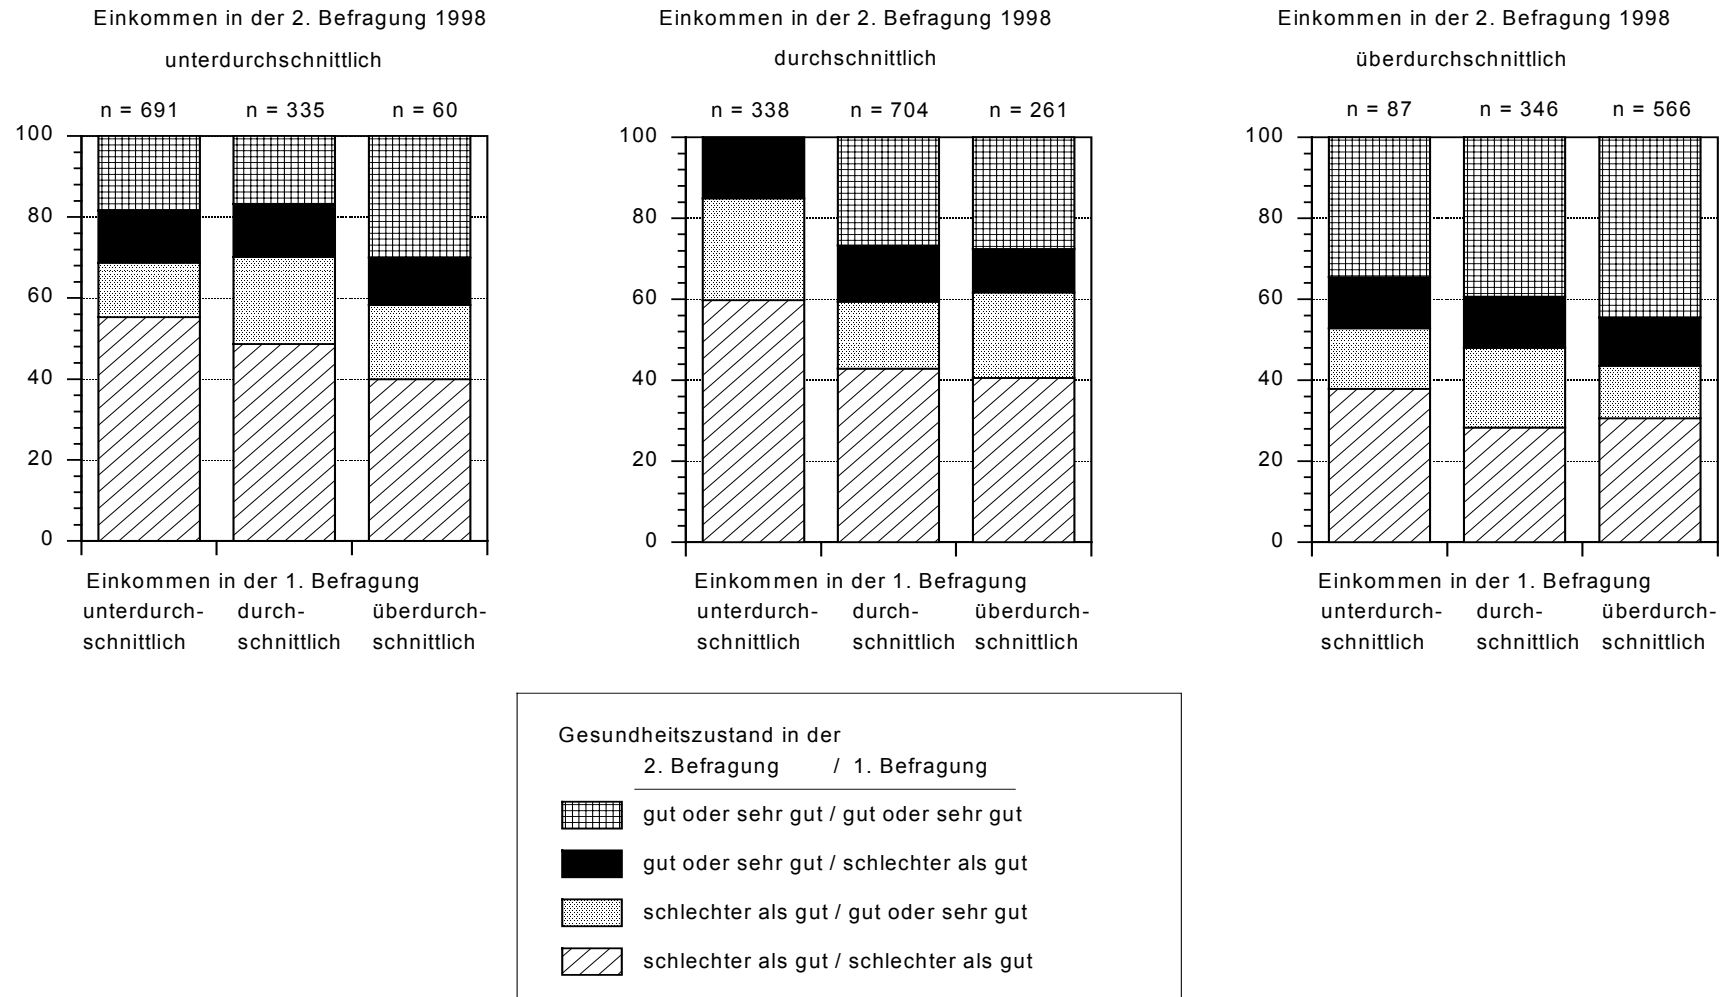 Einkommen in der 2. Befragung 1998
unterdurchschnittlich
n = 691 n = 335 n = 60
100
80
60
40
20
0
Einkommen in der 1. Befragung
unterdurch- durch- überdurch-
schnittlich schnittlich schnittlich
Einkommen in der 2. Befragung 1998
durchschnittlich
n = 338 n = 704 n = 261
100
80
60
40
20
0
Einkommen in der 1. Befragung
unterdurch- durch- überdurch-
schnittlich schnittlich schnittlich
Einkommen in der 2. Befragung 1998
überdurchschnittlich
n = 87 n = 346 n = 566
100
80
60
40
20
0
Einkommen in der 1. Befragung
unterdurch- durch- überdurch-
schnittlich schnittlich schnittlich
Gesundheitszustand in der
2. Befragung / 1. Befragung
gut oder sehr gut / gut oder sehr gut
gut oder sehr gut / schlechter als gut
schlechter als gut / gut oder sehr gut
schlechter als gut / schlechter als gut